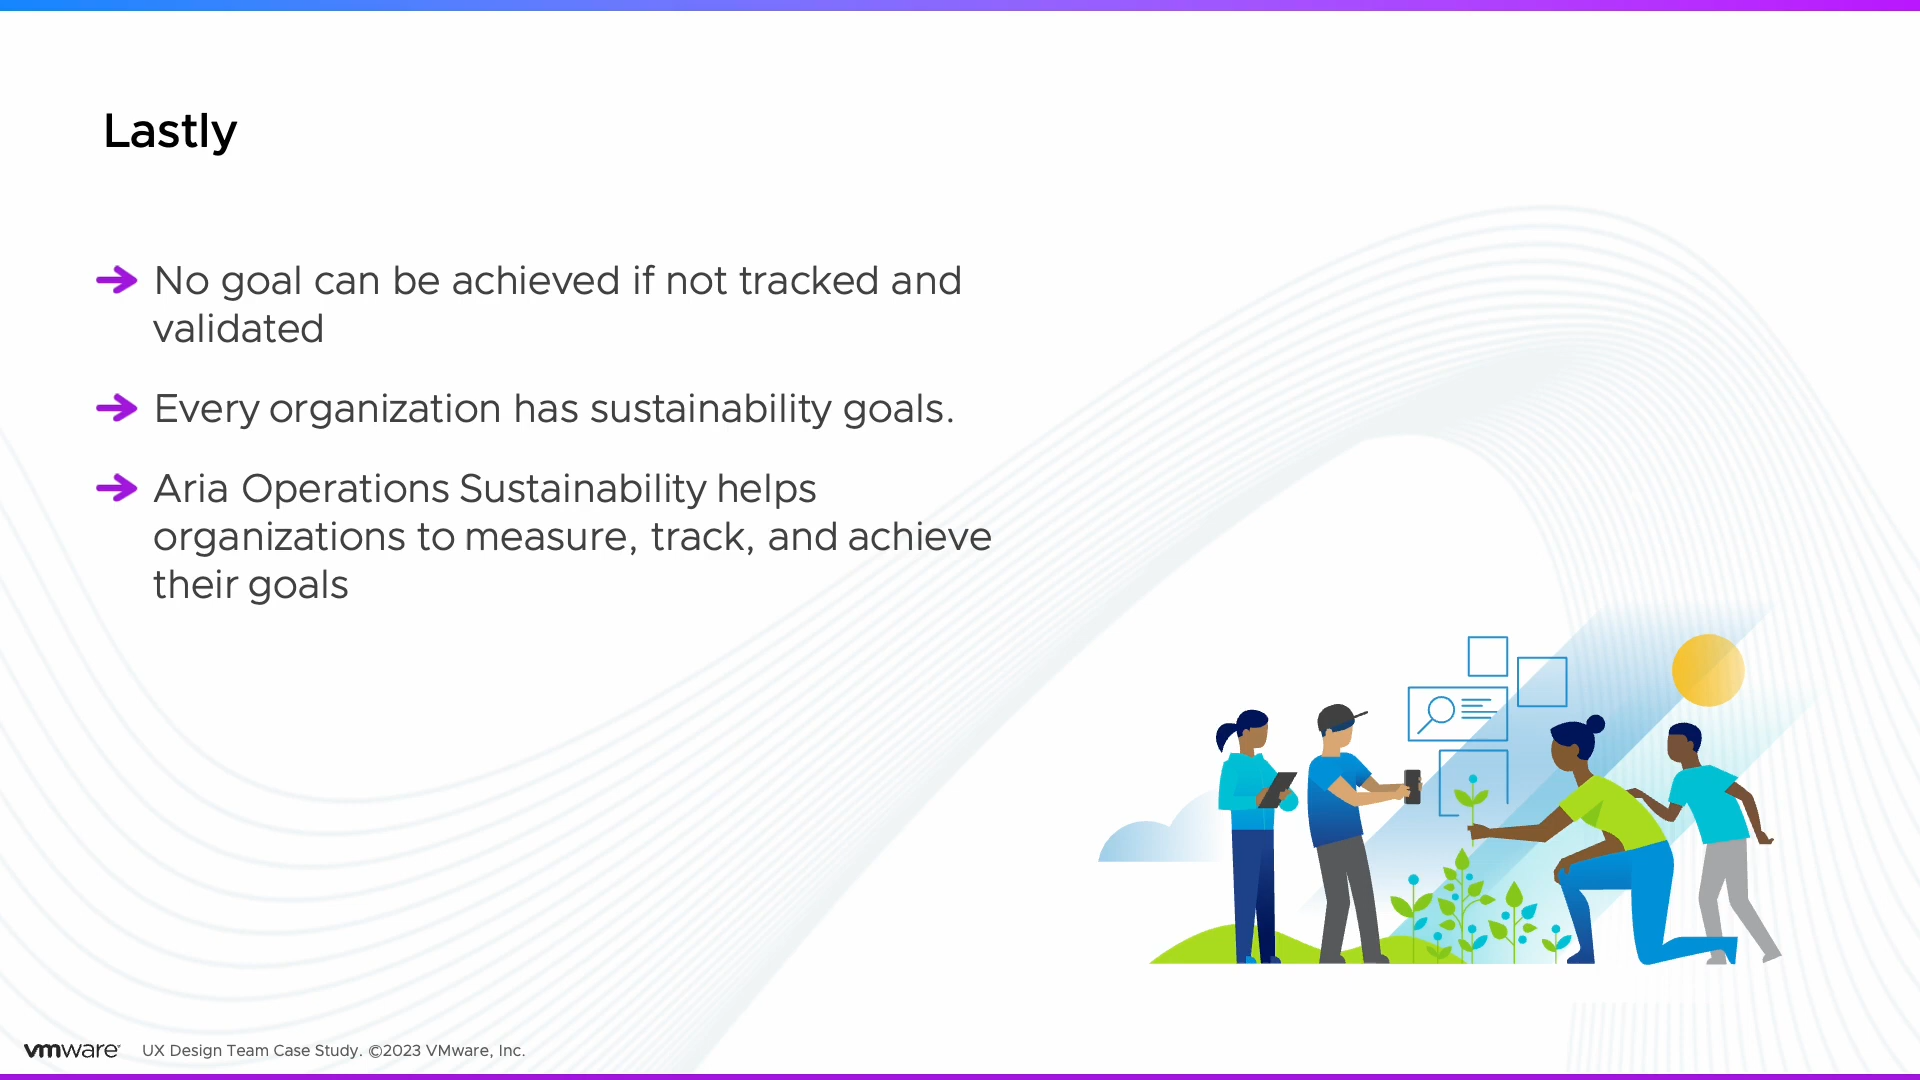 Lastly
No goal can be achieved if not tracked and
validated
Every organization has sustainability goals.
Aria Operations Sustainability helps
organizations to measure, track, and achieve
their goals
vmware UX Design Team Case Study. ©2023 VMware, Inc.